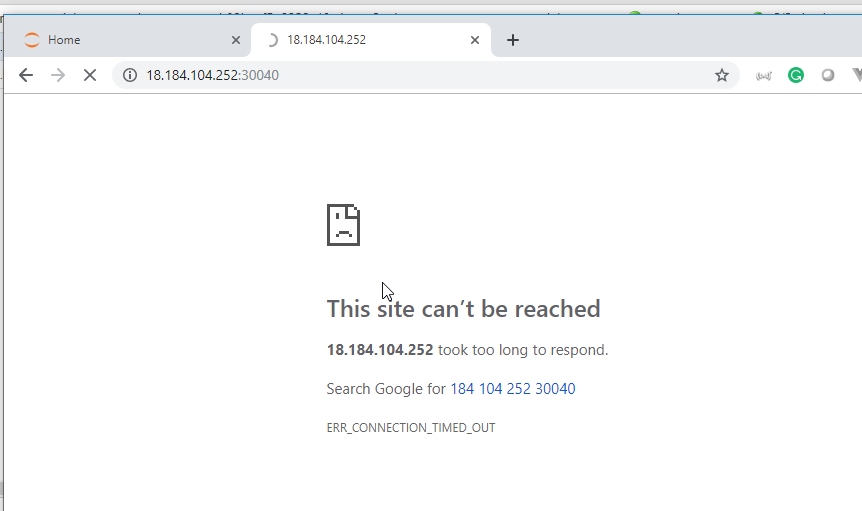 Home
18.184.104.252
18.184.104.252:30040
This site can’t be reached
18.184.104.252 took too long to respond.
Search Google for 184 104 252 30040
ERR_CONNECTION_TIMED_OUT